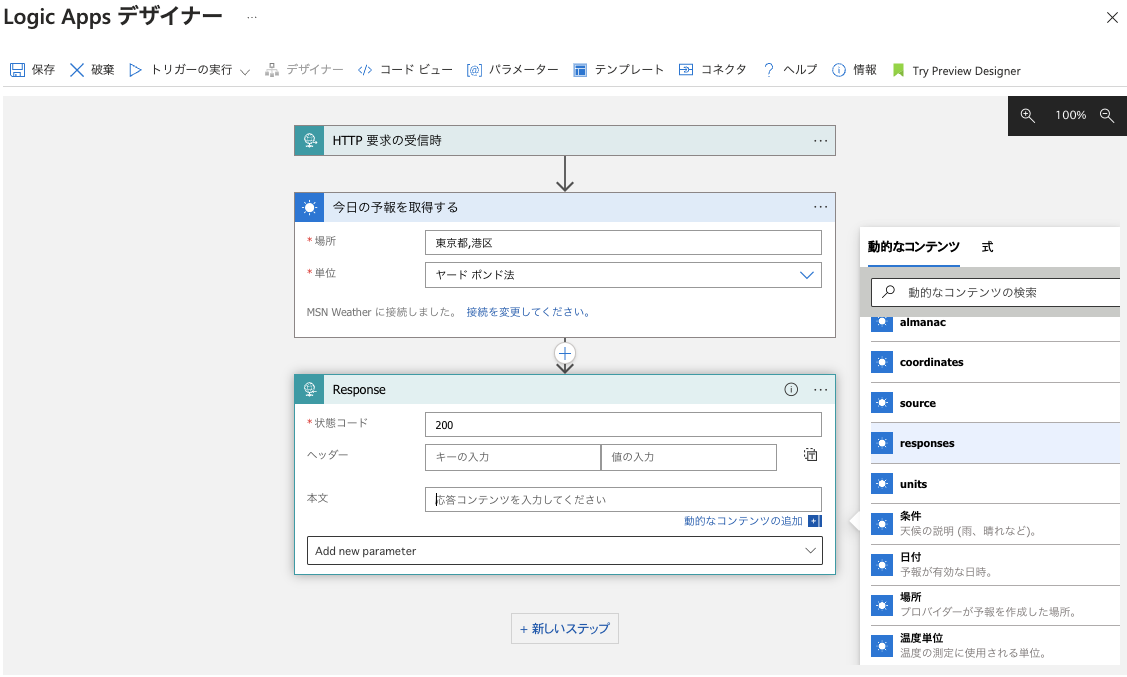 Logic Apps デザイナー ...
保存 破棄 トリガーの実行 デザイナー コード ビュー パラメーター テンプレート コネクタ ヘルプ 情報 Try Preview Designer
100%
HTTP 要求の受信時
今日の予報を取得する
* 場所 東京都,港区
* 単位 ヤード ポンド法
MSN Weather に接続しました。 接続を変更してください。
Response
* 状態コード 200
ヘッダー キーの入力 値の入力
本文 応答コンテンツを入力してください
動的なコンテンツの追加
Add new parameter
+ 新しいステップ
動的なコンテンツ 式
動的なコンテンツの検索
almanac
coordinates
source
responses
units
条件
天候の説明 (雨、晴れなど)。
日付
予報が有効な日時。
場所
プロバイダーが予報を作成した場所。
温度単位
温度の測定に使用される単位。